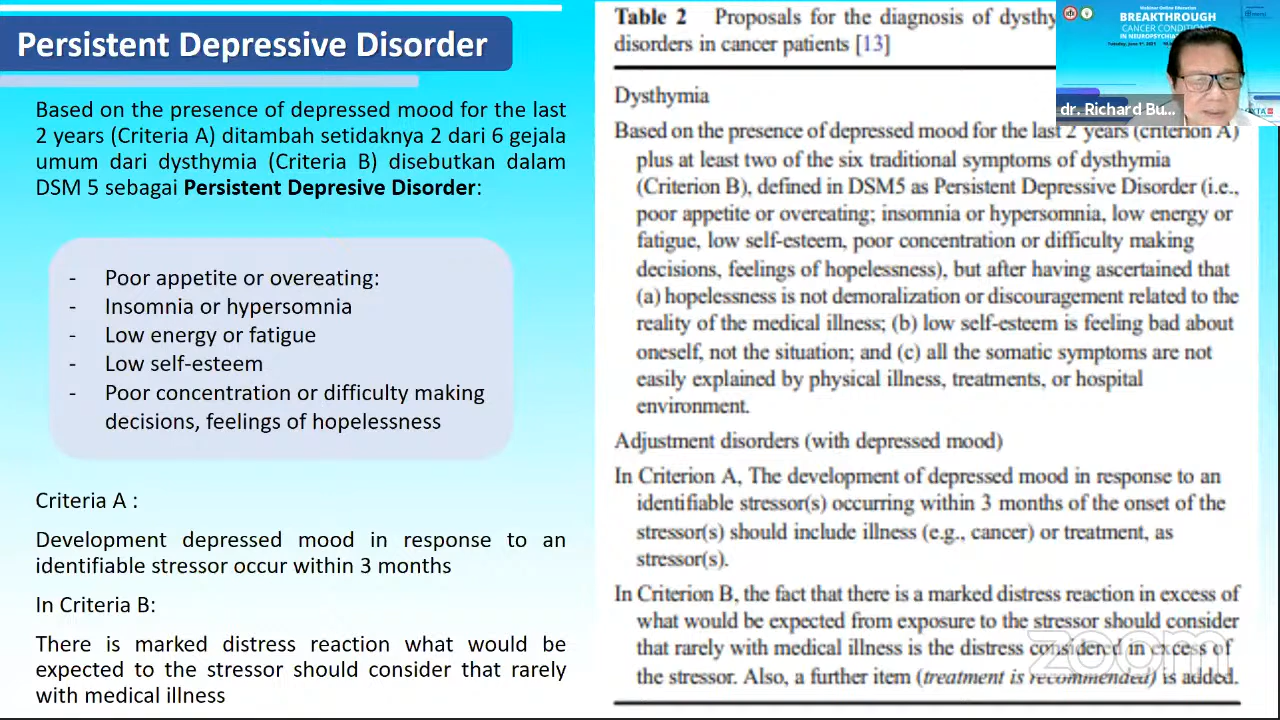 Persistent Depressive Disorder
Based on the presence of depressed mood for the last
2 years (Criteria A) ditambah setidaknya 2 dari 6 gejala
umum dari dysthymia (Criteria B) disebutkan dalam
DSM 5 sebagai Persistent Depresive Disorder:
- Poor appetite or overeating:
- Insomnia or hypersomnia
- Low energy or fatigue
- Low self-esteem
- Poor concentration or difficulty making
decisions, feelings of hopelessness
Criteria A :
Development depressed mood in response to an
identifiable stressor occur within 3 months
In Criteria B:
There is marked distress reaction what would be
expected to the stressor should consider that rarely
with medical illness
Table 2 Proposals for the diagnosis of dysthy
disorders in cancer patients [13]
Dysthymia
Based on the presence of depressed mood for the last 2 years (criterion A)
plus at least two of the six traditional symptoms of dysthymia
(Criterion B), defined in DSM5 as Persistent Depressive Disorder (i.e.,
poor appetite or overeating; insomnia or hypersomnia, low energy or
fatigue, low self-esteem, poor concentration or difficulty making
decisions, feelings of hopelessness), but after having ascertained that
(a) hopelessness is not demoralization or discouragement related to the
reality of the medical illness; (b) low self-esteem is feeling bad about
oneself, not the situation; and (c) all the somatic symptoms are not
easily explained by physical illness, treatments, or hospital
environment.
Adjustment disorders (with depressed mood)
In Criterion A, The development of depressed mood in response to an
identifiable stressor(s) occurring within 3 months of the onset of the
stressor(s) should include illness (e.g., cancer) or treatment, as
stressor(s).
In Criterion B, the fact that there is a marked distress reaction in excess of
what would be expected from exposure to the stressor should consider
that rarely with medical illness is the distress considered in excess of
the stressor. Also, a further item (treatment is recommended) is added.
Webinar Online Education
BREAKTHROUGH
CANCER CONDITION
IN NEUROPSYCHIA
dr. Richard Bu...
zoom